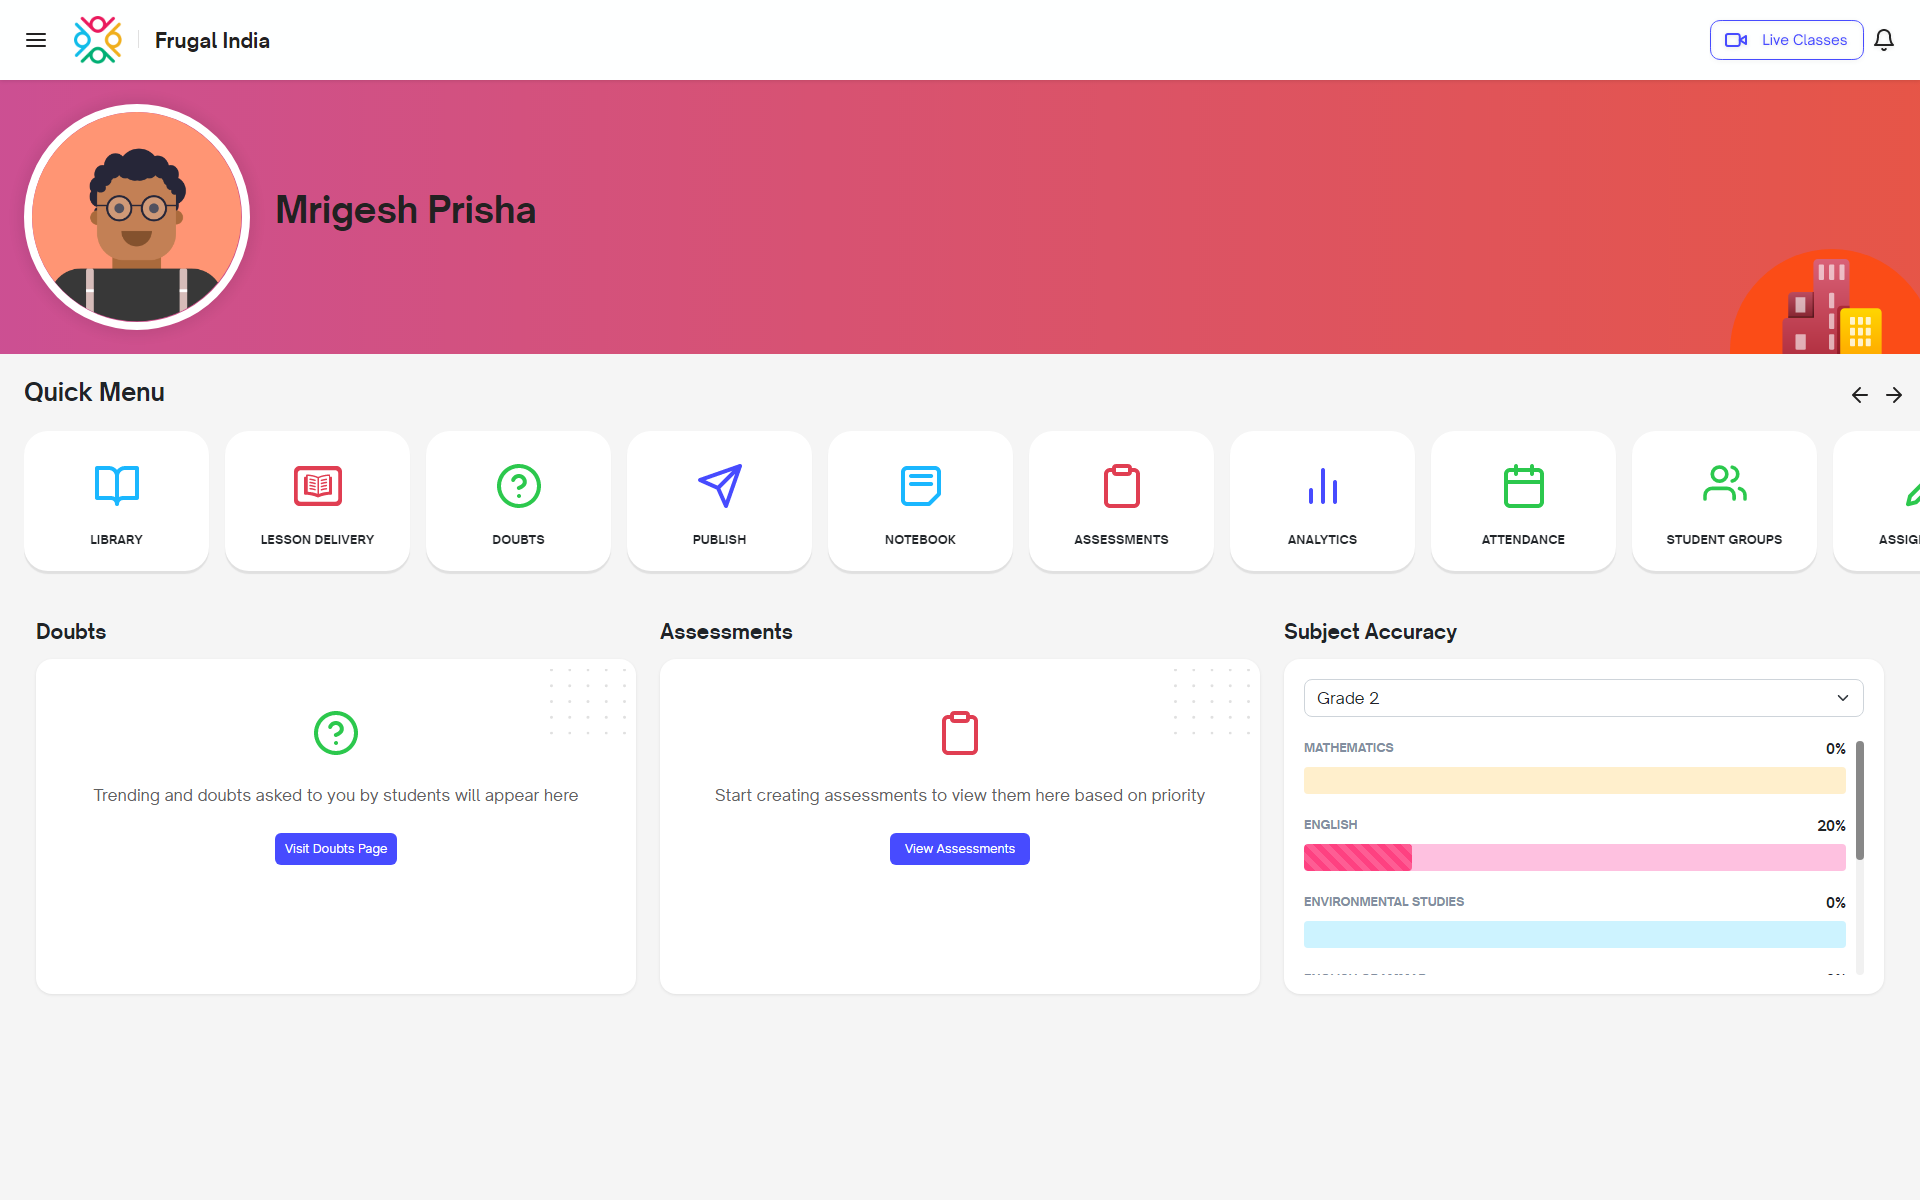 Frugal India
Live Classes
Mrigesh Prisha
Quick Menu
LIBRARY
LESSON DELIVERY
DOUBTS
PUBLISH
NOTEBOOK
ASSESSMENTS
ANALYTICS
ATTENDANCE
STUDENT GROUPS
Doubts
Trending and doubts asked to you by students will appear here
Visit Doubts Page
Assessments
Start creating assessments to view them here based on priority
View Assessments
Subject Accuracy
Grade 2
MATHEMATICS 0%
ENGLISH 20%
ENVIRONMENTAL STUDIES 0%